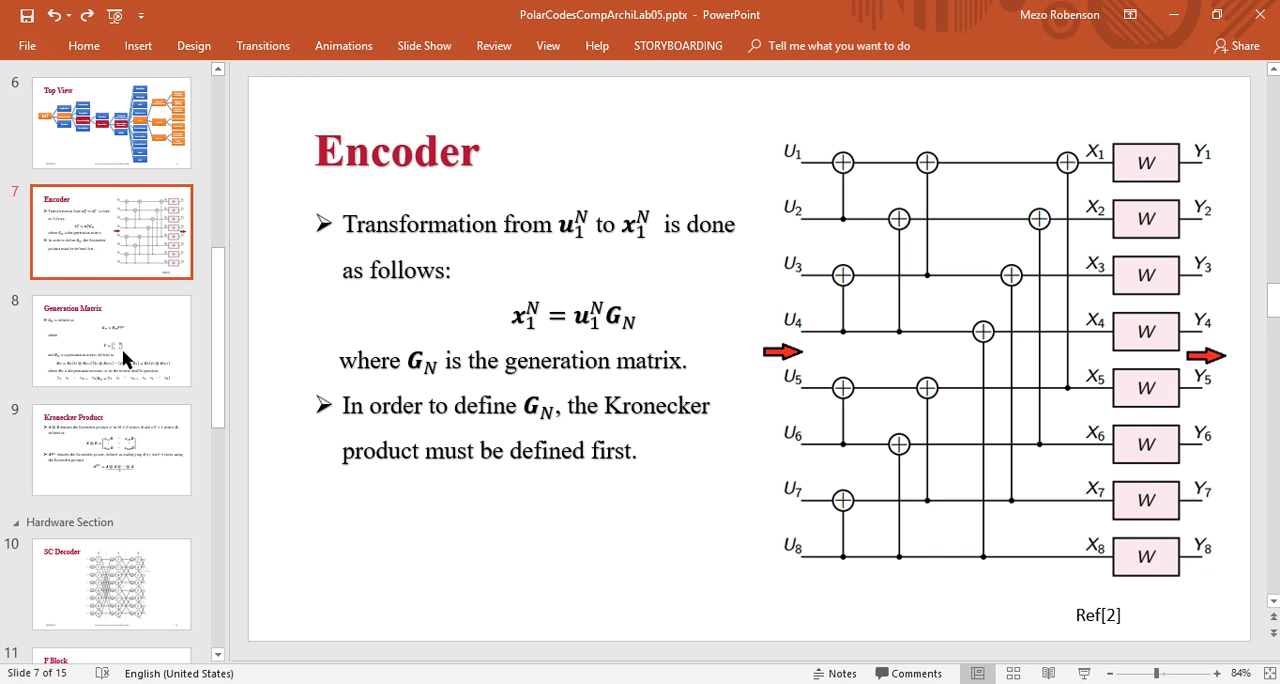 PolarCodesCompArchiLab05.pptx - PowerPoint
Mezo Robenson
File Home Insert Design Transitions Animations Slide Show Review View Help STORYBOARDING Tell me what you want to do Share
6
Top View
7
Encoder
8
Generation Matrix
9
Kronecker Product
Hardware Section
10
SC Decoder
11
F Block
Encoder
➢ Transformation from u₁ᴺ to x₁ᴺ is done
as follows:
x₁ᴺ = u₁ᴺGN
where GN is the generation matrix.
➢ In order to define GN, the Kronecker
product must be defined first.
U1 X1 W Y1
U2 X2 W Y2
U3 X3 W Y3
U4 X4 W Y4
U5 X5 W Y5
U6 X6 W Y6
U7 X7 W Y7
U8 X8 W Y8
Ref[2]
Slide 7 of 15 English (United States) Notes Comments 84%